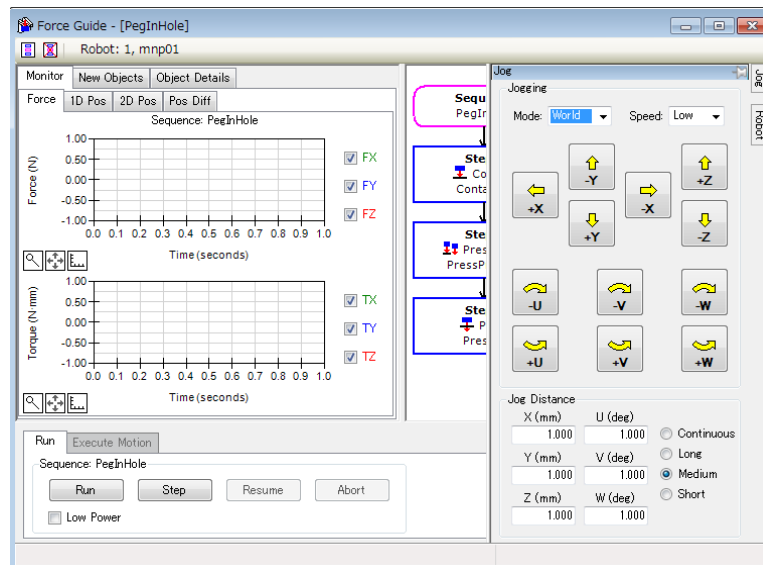 Force Guide - [PegInHole]
Robot: 1, mnp01
Monitor New Objects Object Details
Force 1D Pos 2D Pos Pos Diff
Sequence: PegInHole
Force (N)
1.00
0.50
0.00
-0.50
-1.00
0.0 0.1 0.2 0.3 0.4 0.5 0.6 0.7 0.8 0.9 1.0
Time (seconds)
FX
FY
FZ
Torque (N·mm)
1.00
0.50
0.00
-0.50
-1.00
0.0 0.1 0.2 0.3 0.4 0.5 0.6 0.7 0.8 0.9 1.0
Time (seconds)
TX
TY
TZ
Run Execute Motion
Sequence: PegInHole
Run Step Resume Abort
Low Power
Sequ
PegIr
Ste
Co
Conta
Ste
Pres
PressP
Ste
P
Pres
Jog
Jogging
Mode: World Speed: Low
-Y +Z
+X -X
+Y -Z
-U -V -W
+U +V +W
Jog Distance
X (mm) U (deg)
1.000 1.000
Y (mm) V (deg)
1.000 1.000
Z (mm) W (deg)
1.000 1.000
Continuous
Long
Medium
Short
Jog
Robot